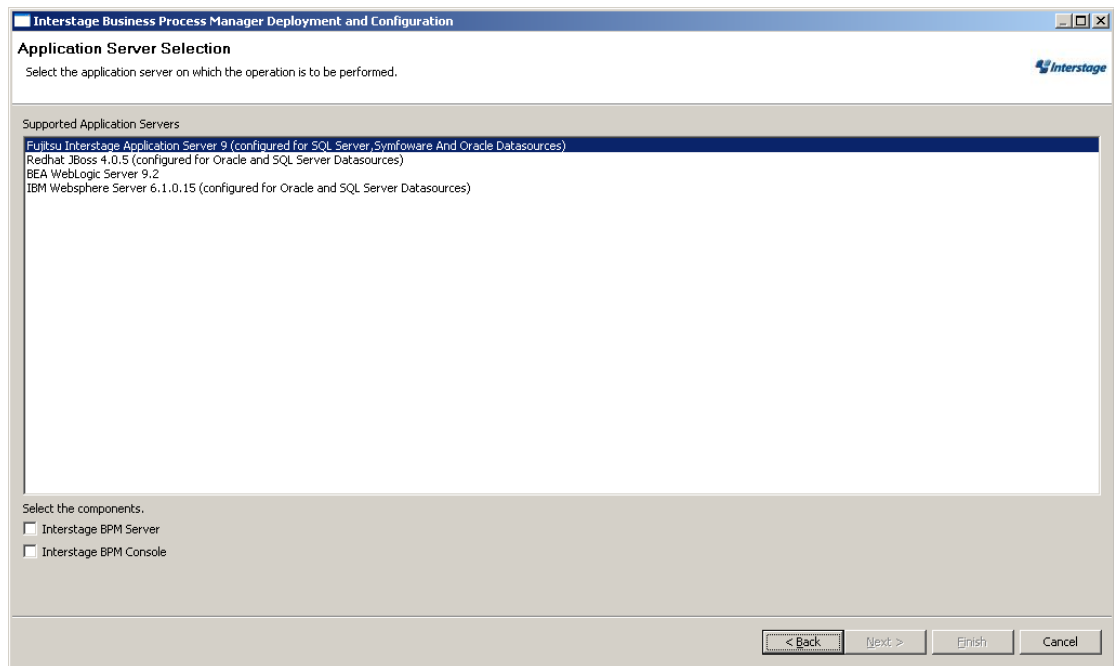 Interstage Business Process Manager Deployment and Configuration
Application Server Selection
Select the application server on which the operation is to be performed.
Interstage
Supported Application Servers
Fujitsu Interstage Application Server 9 (configured for SQL Server,Symfoware And Oracle Datasources)
Redhat JBoss 4.0.5 (configured for Oracle and SQL Server Datasources)
BEA WebLogic Server 9.2
IBM Websphere Server 6.1.0.15 (configured for Oracle and SQL Server Datasources)
Select the components.
Interstage BPM Server
Interstage BPM Console
< Back Next > Finish Cancel